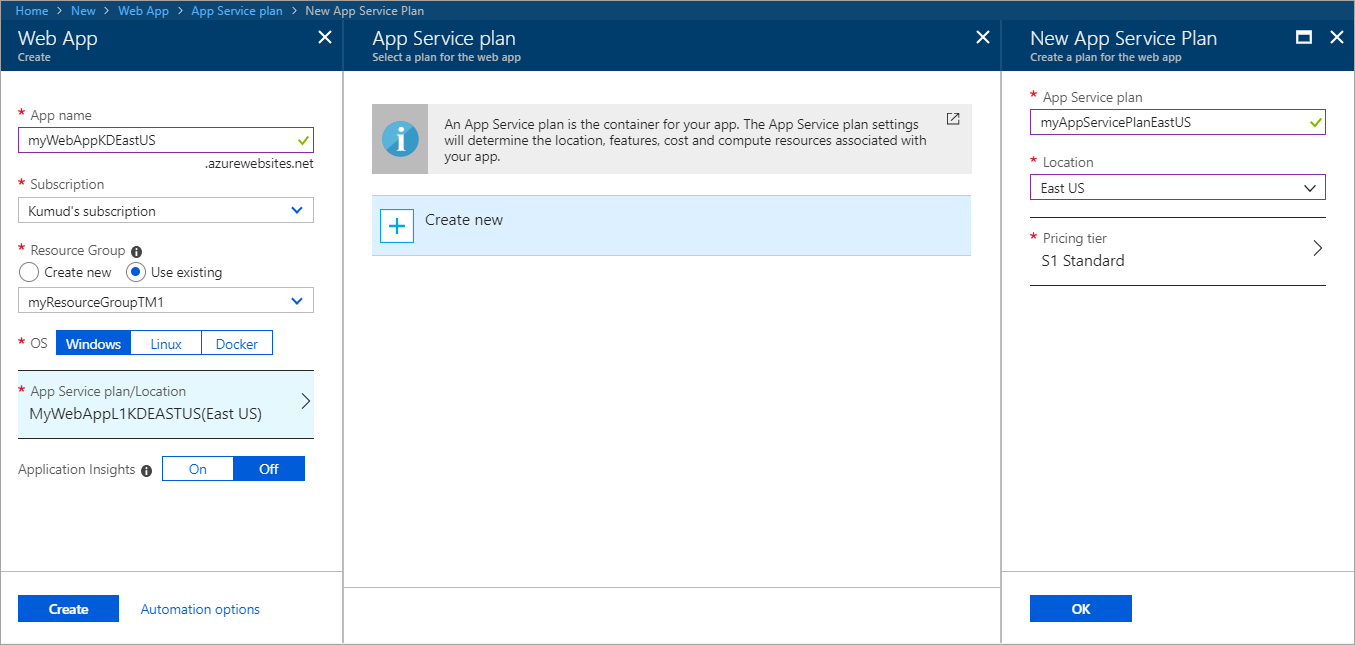 Home > New > Web App > App Service plan > New App Service Plan
Web App
Create
* App name
myWebAppKDEastUS
.azurewebsites.net
* Subscription
Kumud's subscription
* Resource Group
Create new Use existing
myResourceGroupTM1
* OS Windows Linux Docker
* App Service plan/Location
MyWebAppL1KDEASTUS(East US)
Application Insights On Off
Create Automation options
App Service plan
Select a plan for the web app
An App Service plan is the container for your app. The App Service plan settings
will determine the location, features, cost and compute resources associated with
your app.
Create new
New App Service Plan
Create a plan for the web app
* App Service plan
myAppServicePlanEastUS
* Location
East US
* Pricing tier
S1 Standard
OK